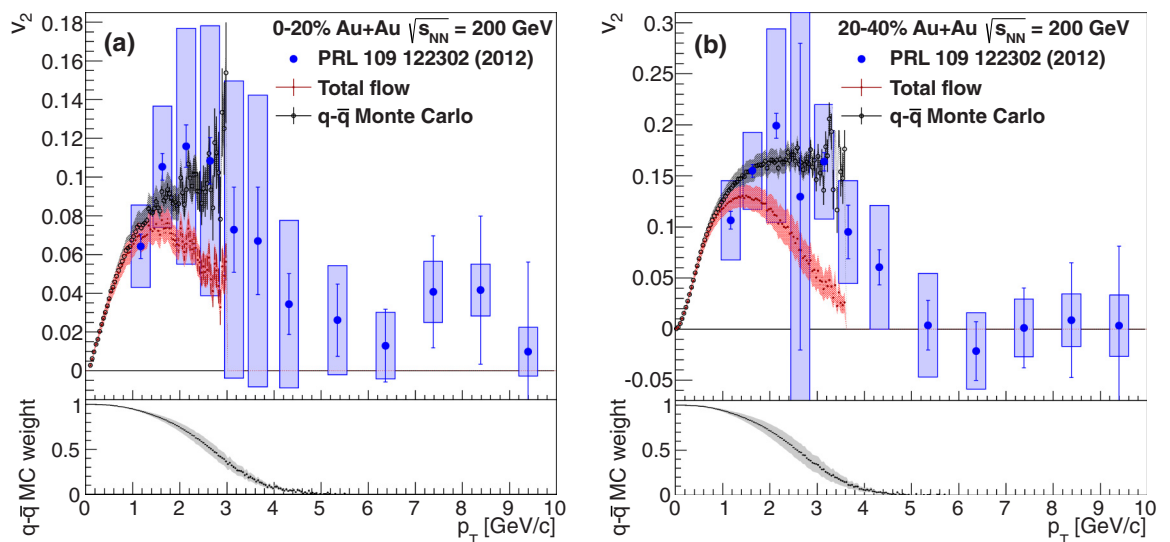 v₂
0.18
0.16
0.14
0.12
0.1
0.08
0.06
0.04
0.02
0
(a)
0-20% Au+Au √s_NN = 200 GeV
PRL 109 122302 (2012)
Total flow
q-q̄ Monte Carlo
q-q̄ MC weight
1
0.5
0
0 1 2 3 4 5 6 7 8 9 10
p_T [GeV/c]
v₂
0.3
0.25
0.2
0.15
0.1
0.05
0
-0.05
(b)
20-40% Au+Au √s_NN = 200 GeV
PRL 109 122302 (2012)
Total flow
q-q̄ Monte Carlo
q-q̄ MC weight
1
0.5
0
0 1 2 3 4 5 6 7 8 9 10
p_T [GeV/c]